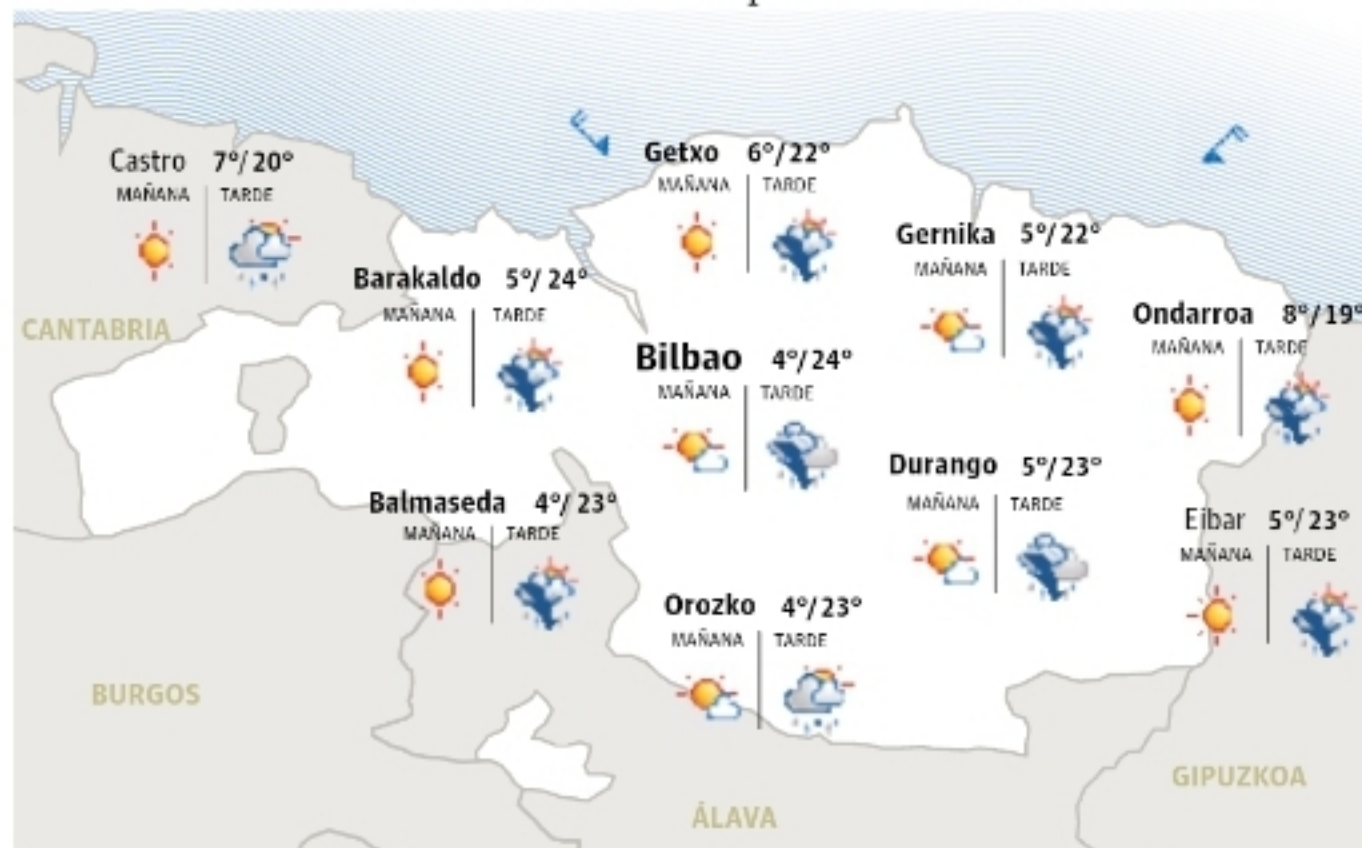 Castro 7°/20°
MAÑANA TARDE
Getxo 6°/22°
MAÑANA TARDE
Gernika 5°/22°
MAÑANA TARDE
Barakaldo 5°/24°
MAÑANA TARDE
CANTABRIA
Ondarroa 8°/19°
MAÑANA TARDE
Bilbao 4°/24°
MAÑANA TARDE
Durango 5°/23°
MAÑANA TARDE
Balmaseda 4°/23°
MAÑANA TARDE
Eibar 5°/23°
MAÑANA TARDE
Orozko 4°/23°
MAÑANA TARDE
BURGOS
GIPUZKOA
ÁLAVA